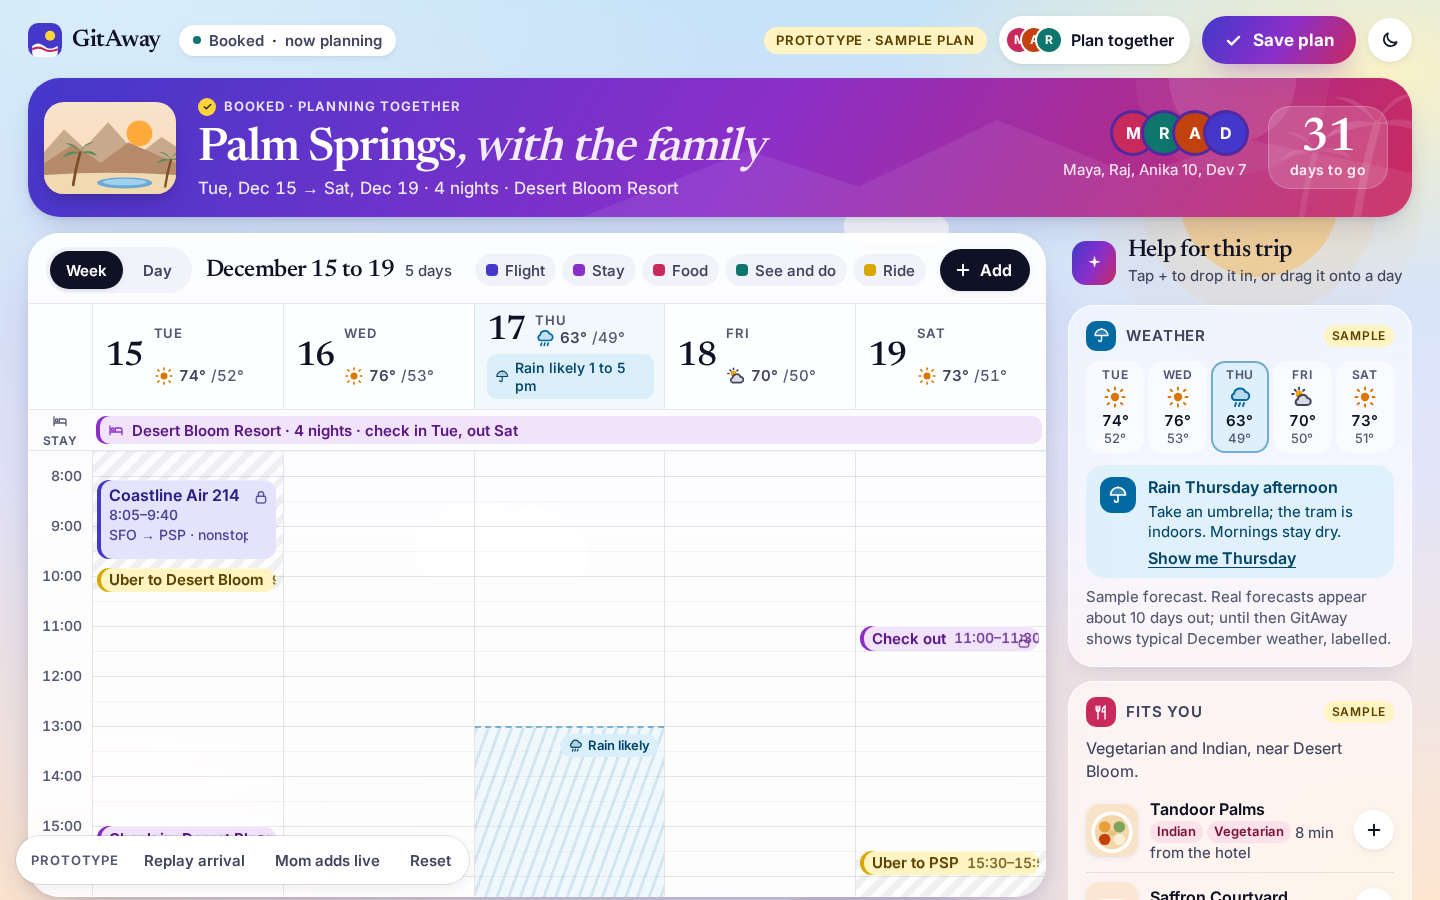 GitAway
Booked · now planning
PROTOTYPE · SAMPLE PLAN
M A R Plan together
Save plan
BOOKED · PLANNING TOGETHER
Palm Springs, with the family
Tue, Dec 15 → Sat, Dec 19 · 4 nights · Desert Bloom Resort
M R A D
Maya, Raj, Anika 10, Dev 7
31
days to go
Week Day
December 15 to 19 5 days
Flight Stay Food See and do Ride
+ Add
15 TUE 74° /52°
16 WED 76° /53°
17 THU 63° /49°
Rain likely 1 to 5
pm
18 FRI 70° /50°
19 SAT 73° /51°
STAY
Desert Bloom Resort · 4 nights · check in Tue, out Sat
8:00
Coastline Air 214
8:05–9:40
SFO → PSP · nonstop
9:00
10:00
Uber to Desert Bloom
11:00
Check out 11:00–11:30
12:00
13:00
Rain likely
14:00
15:00
Uber to PSP 15:30–15:
PROTOTYPE Replay arrival Mom adds live Reset
Help for this trip
Tap + to drop it in, or drag it onto a day
WEATHER SAMPLE
TUE WED THU FRI SAT
74° 76° 63° 70° 73°
52° 53° 49° 50° 51°
Rain Thursday afternoon
Take an umbrella; the tram is
indoors. Mornings stay dry.
Show me Thursday
Sample forecast. Real forecasts appear
about 10 days out; until then GitAway
shows typical December weather, labelled.
FITS YOU SAMPLE
Vegetarian and Indian, near Desert
Bloom.
Tandoor Palms
Indian Vegetarian 8 min
from the hotel
Saffron Courtyard